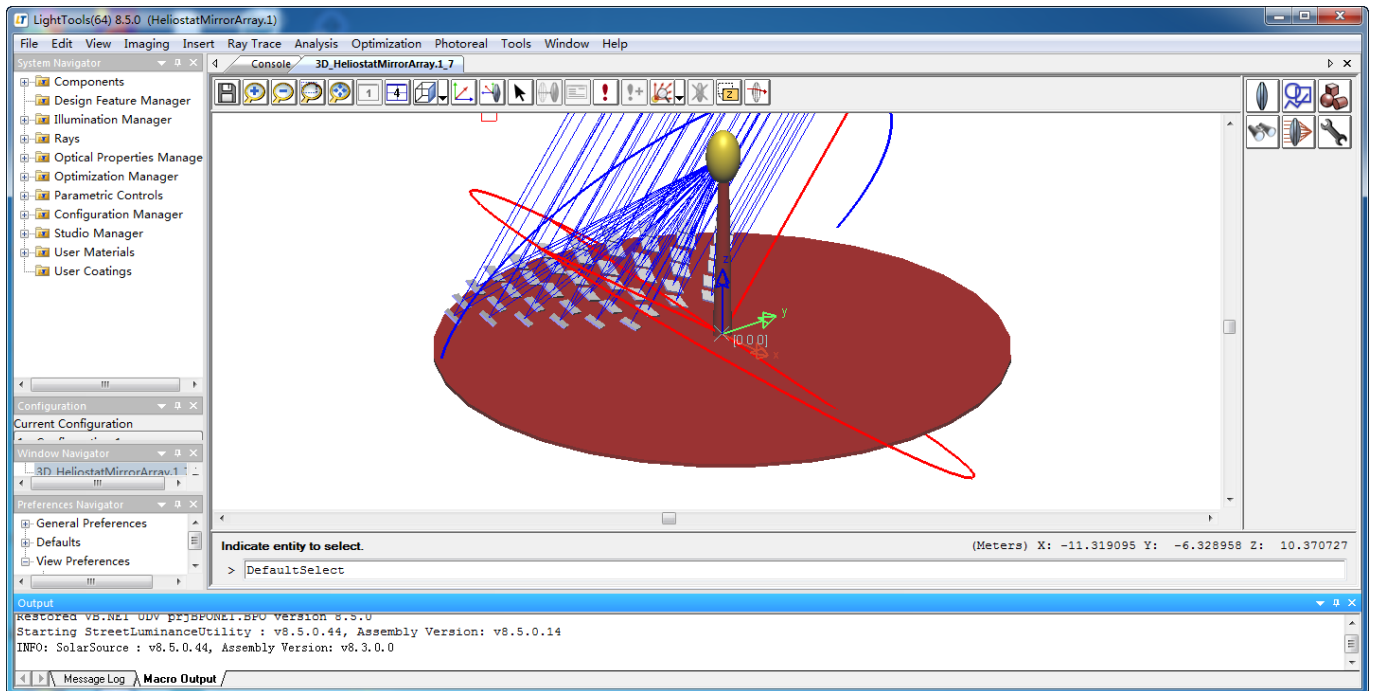 LightTools(64) 8.5.0 (HeliostatMirrorArray.1)
File Edit View Imaging Insert Ray Trace Analysis Optimization Photoreal Tools Window Help
System Navigator
Components
Design Feature Manager
Illumination Manager
Rays
Optical Properties Manage
Optimization Manager
Parametric Controls
Configuration Manager
Studio Manager
User Materials
User Coatings
Configuration
Current Configuration
Window Navigator
3D_HeliostatMirrorArray.1_7
Preferences Navigator
General Preferences
Defaults
View Preferences
Console
3D_HeliostatMirrorArray.1_7
1
4
z
z
y
[0 0 0]
x
Indicate entity to select.
(Meters) X: -11.319095 Y: -6.328958 Z: 10.370727
> DefaultSelect
Output
Restored VB.NET UDV prjBPONET.BPO Version 8.5.0
Starting StreetLuminanceUtility : v8.5.0.44, Assembly Version: v8.5.0.14
INFO: SolarSource : v8.5.0.44, Assembly Version: v8.3.0.0
Message Log
Macro Output